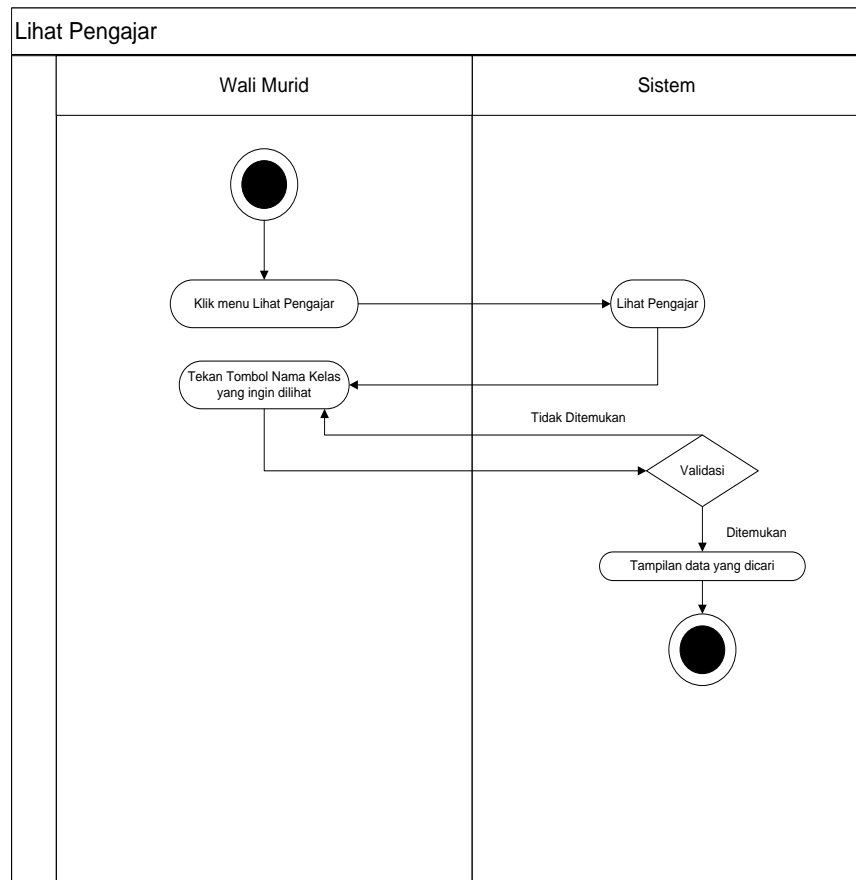 Lihat Pengajar
Wali Murid
Sistem
Klik menu Lihat Pengajar
Lihat Pengajar
Tekan Tombol Nama Kelas
yang ingin dilihat
Tidak Ditemukan
Validasi
Ditemukan
Tampilan data yang dicari